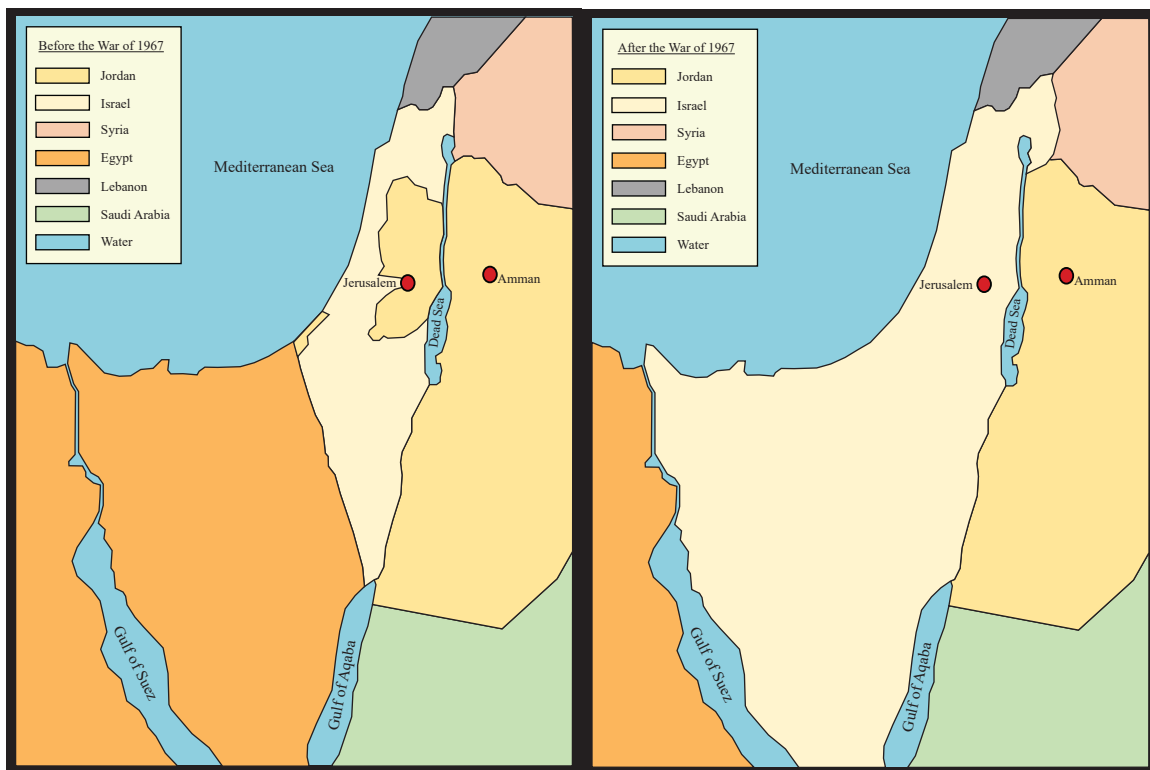 Before the War of 1967
Jordan
Israel
Syria
Egypt
Lebanon
Saudi Arabia
Water
Mediterranean Sea
Jerusalem
Amman
Dead Sea
Gulf of Suez
Gulf of Aqaba
After the War of 1967
Jordan
Israel
Syria
Egypt
Lebanon
Saudi Arabia
Water
Mediterranean Sea
Jerusalem
Amman
Dead Sea
Gulf of Suez
Gulf of Aqaba